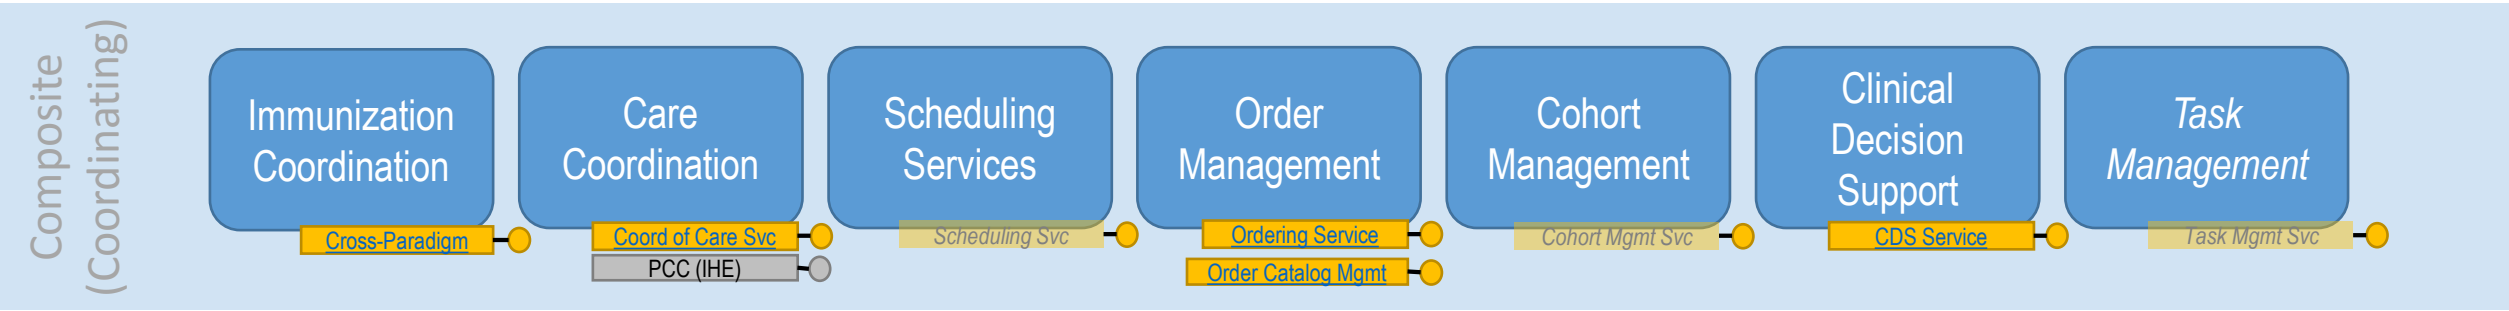 Composite
(Coordinating)
Immunization
Coordination
Cross-Paradigm
Care
Coordination
Coord of Care Svc
PCC (IHE)
Scheduling
Services
Scheduling Svc
Order
Management
Ordering Service
Order Catalog Mgmt
Cohort
Management
Cohort Mgmt Svc
Clinical
Decision
Support
CDS Service
Task
Management
Task Mgmt Svc